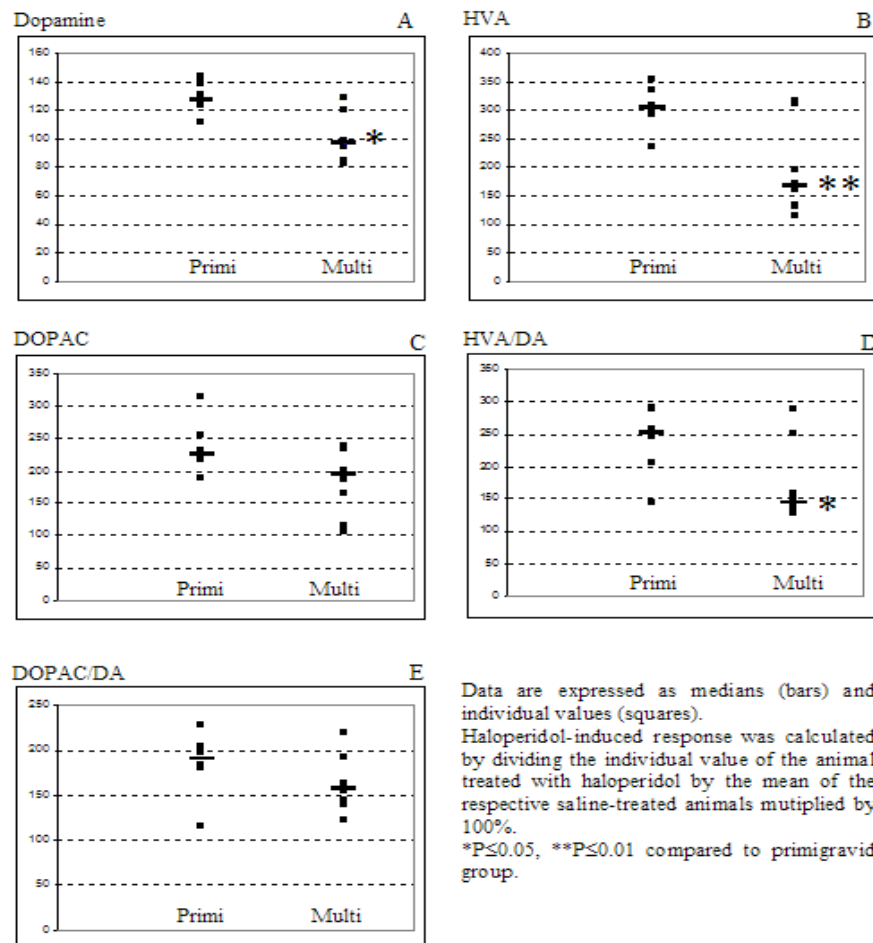 Dopamine A
160
140
120
100
80
60
40
20
0
*
Primi Multi
HVA B
400
350
300
250
200
150
100
50
0
**
Primi Multi
DOPAC C
350
300
250
200
150
100
50
0
Primi Multi
HVA/DA D
350
300
250
200
150
100
50
0
*
Primi Multi
DOPAC/DA E
250
200
150
100
50
0
Primi Multi
Data are expressed as medians (bars) and
individual values (squares).
Haloperidol-induced response was calculated
by dividing the individual value of the animal
treated with haloperidol by the mean of the
respective saline-treated animals mutiplied by
100%.
*P≤0.05, **P≤0.01 compared to primigravid
group.